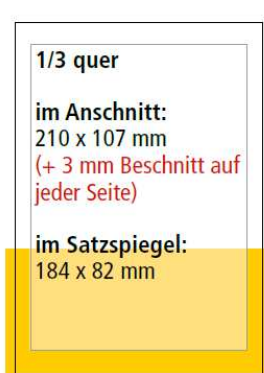 1/3 quer
im Anschnitt:
210 x 107 mm
(+ 3 mm Beschnitt auf
jeder Seite)
im Satzspiegel:
184 x 82 mm